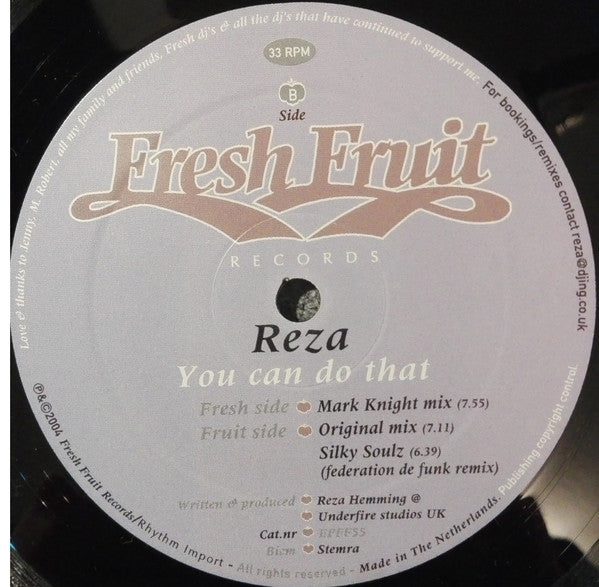 Love & thanks to Jenny, M. Robert, all my family and friends, Fresh dj's & all the dj's that have continued to support me.
For bookings/remixes contact reza@djing.co.uk
33 RPM
B
Side
Fresh Fruit
RECORDS
Reza
You can do that
Fresh side Mark Knight mix (7.55)
Fruit side Original mix (7.11)
Silky Soulz (6.39)
(federation de funk remix)
Written & produced Reza Hemming @
Underfire studios UK
Cat.nr
Biem Stemra
℗&©2004 Fresh Fruit Records/Rhythm Import - All rights reserved - Made in The Netherlands. Publishing copyright control.